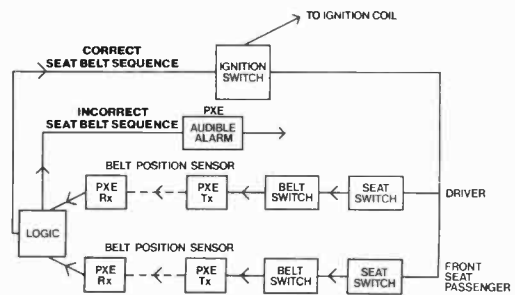 TO IGNITION COIL
CORRECT
SEAT BELT SEQUENCE
IGNITION
SWITCH
INCORRECT
SEAT BELT SEQUENCE
PXE
AUDIBLE
ALARM
BELT POSITION SENSOR
PXE
Rx
PXE
Tx
BELT
SWITCH
SEAT
SWITCH
DRIVER
LOGIC
BELT POSITION SENSOR
PXE
Rx
PXE
Tx
BELT
SWITCH
SEAT
SWITCH
FRONT
SEAT
PASSENGER